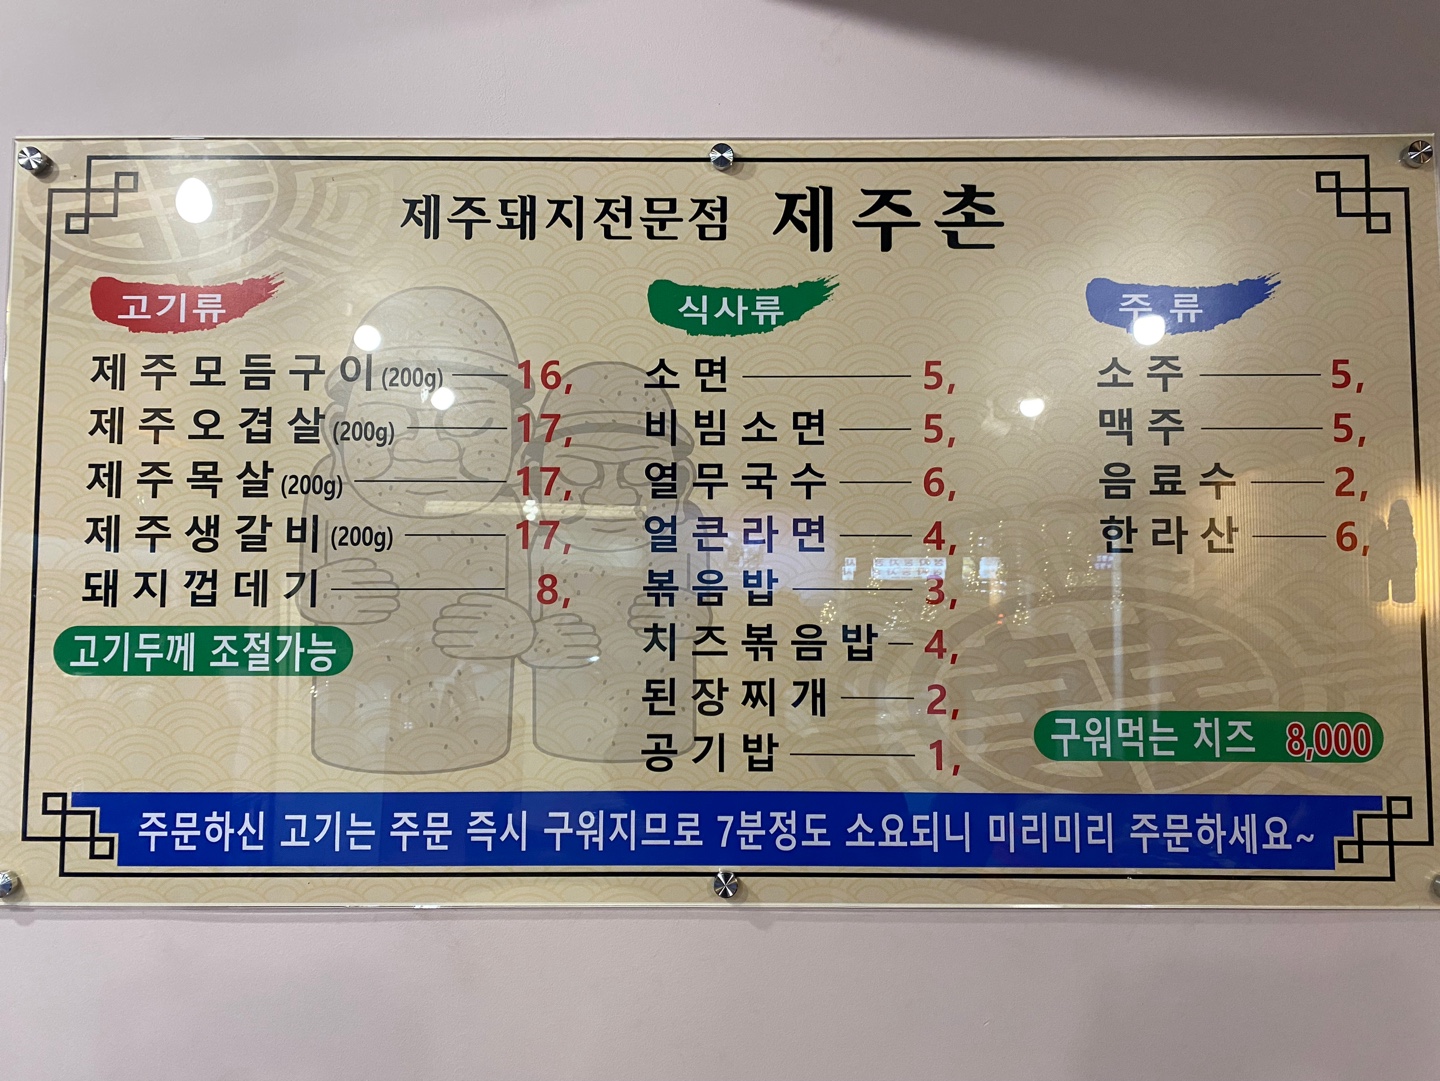 제주돼지전문점 제주촌
고기류
제주모듬구이(200g) 16,
제주오겹살(200g) 17,
제주목살(200g) 17,
제주생갈비(200g) 17,
돼지껍데기 8,
고기두께 조절가능
식사류
소면 5,
비빔소면 5,
열무국수 6,
얼큰라면 4,
볶음밥 3,
치즈볶음밥 4,
된장찌개 2,
공기밥 1,
주류
소주 5,
맥주 5,
음료수 2,
한라산 6,
구워먹는 치즈 8,000
주문하신 고기는 주문 즉시 구워지므로 7분정도 소요되니 미리미리 주문하세요~